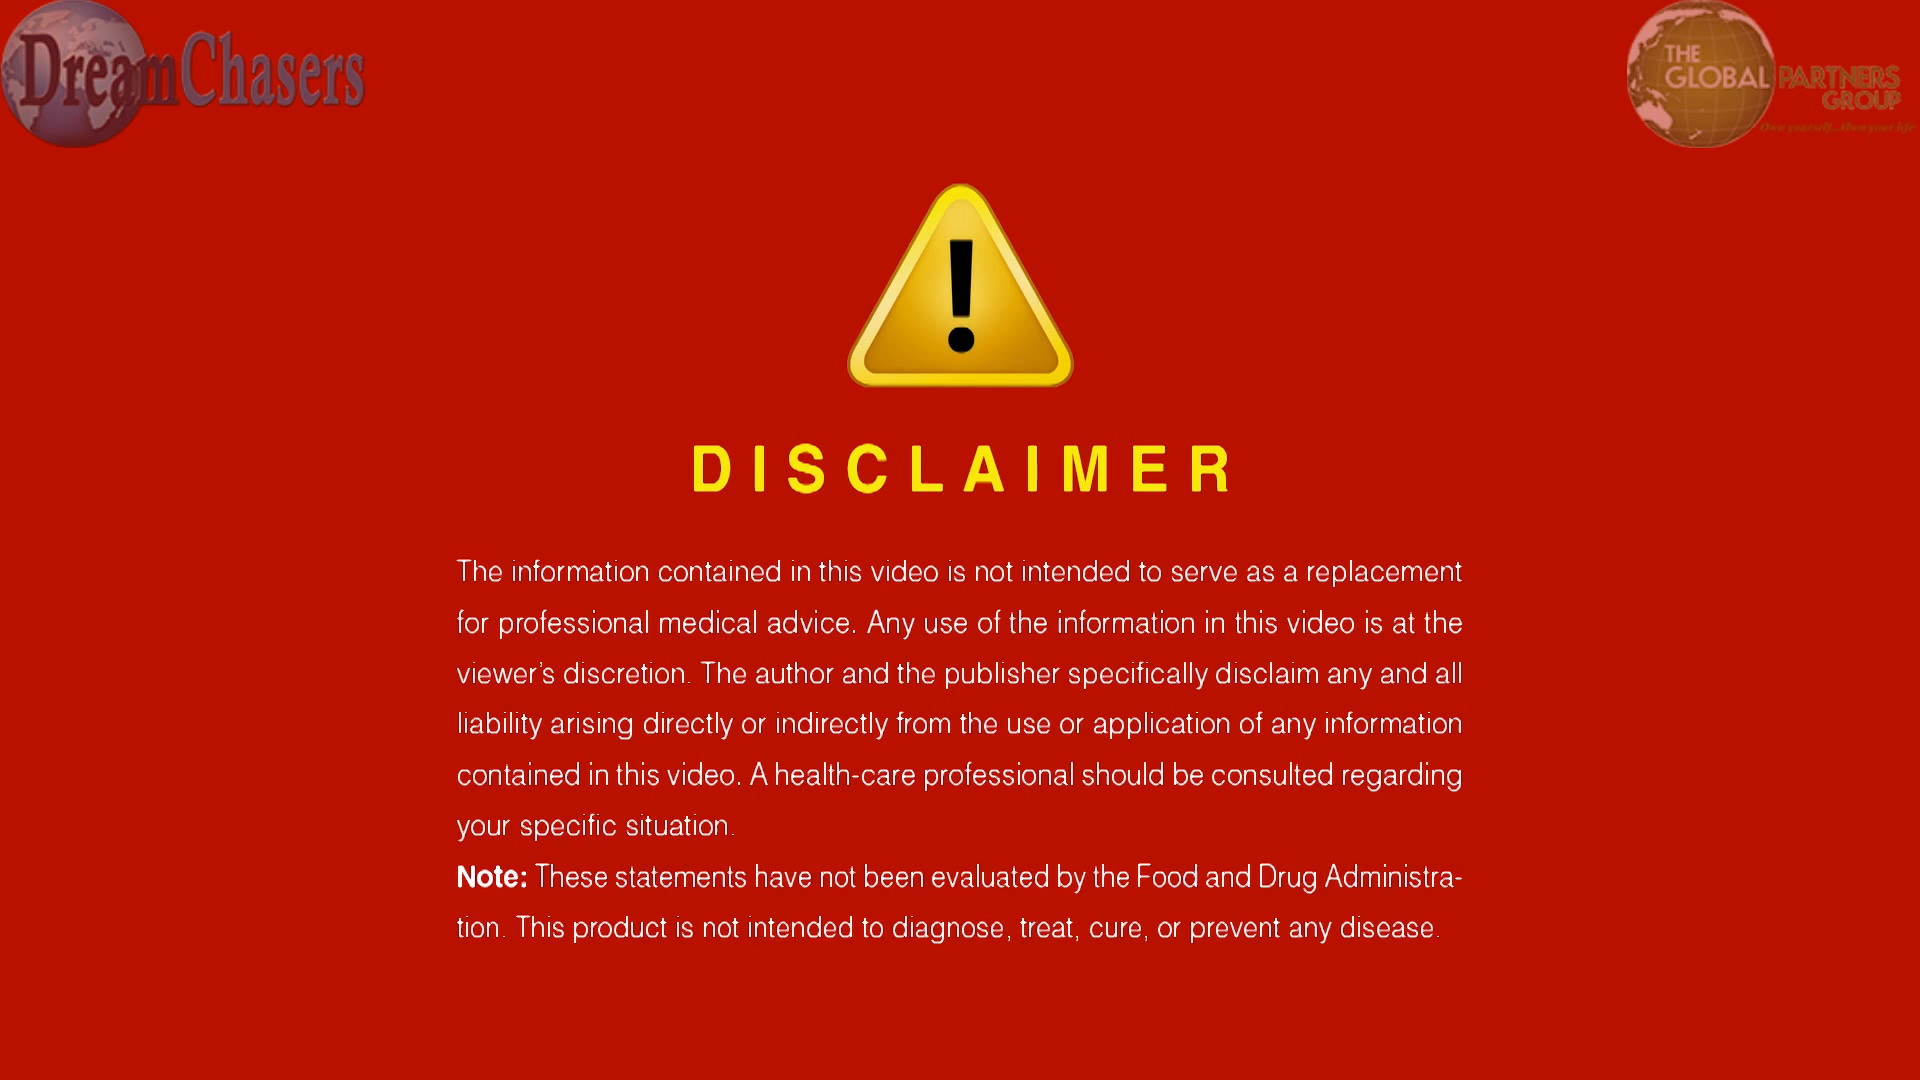 DreamChasers
THE
GLOBAL PARTNERS
GROUP
Own yourself...Own your life
DISCLAIMER
The information contained in this video is not intended to serve as a replacement
for professional medical advice. Any use of the information in this video is at the
viewer’s discretion. The author and the publisher specifically disclaim any and all
liability arising directly or indirectly from the use or application of any information
contained in this video. A health-care professional should be consulted regarding
your specific situation.
Note: These statements have not been evaluated by the Food and Drug Administra-
tion. This product is not intended to diagnose, treat, cure, or prevent any disease.